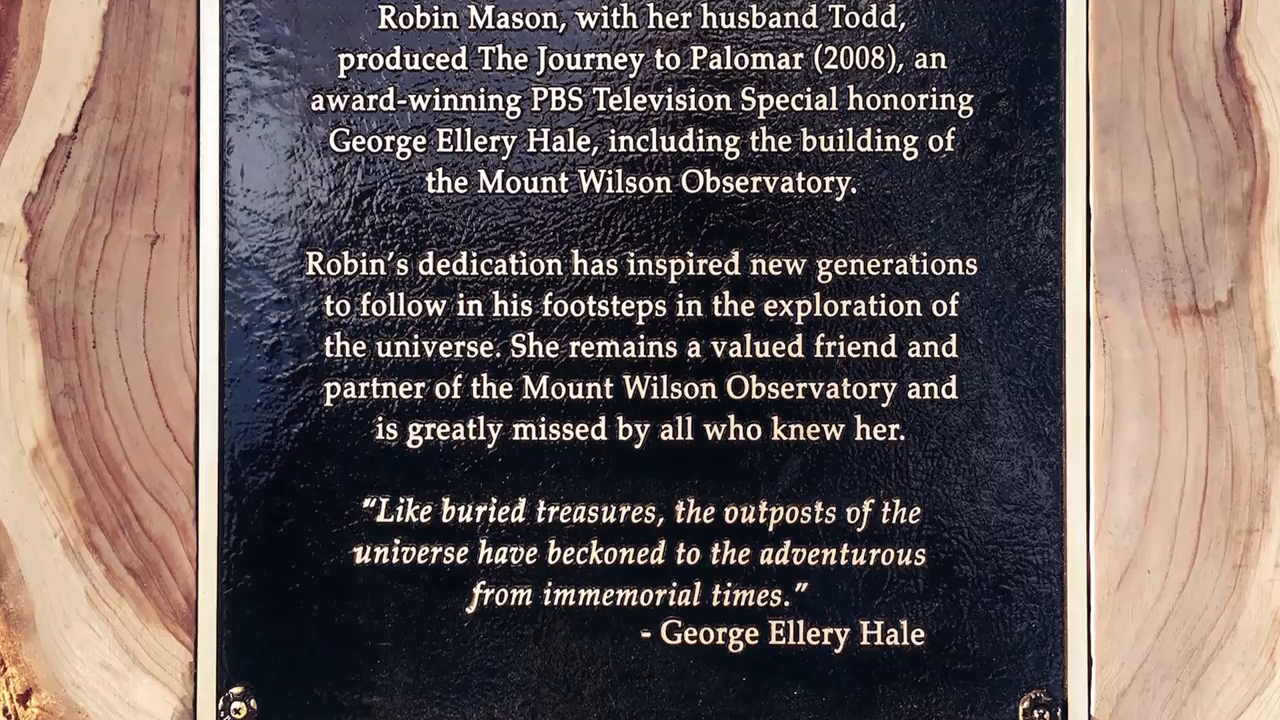 Robin Mason, with her husband Todd,
produced The Journey to Palomar (2008), an
award-winning PBS Television Special honoring
George Ellery Hale, including the building of
the Mount Wilson Observatory.
Robin's dedication has inspired new generations
to follow in his footsteps in the exploration of
the universe. She remains a valued friend and
partner of the Mount Wilson Observatory and
is greatly missed by all who knew her.
"Like buried treasures, the outposts of the
universe have beckoned to the adventurous
from immemorial times."
- George Ellery Hale